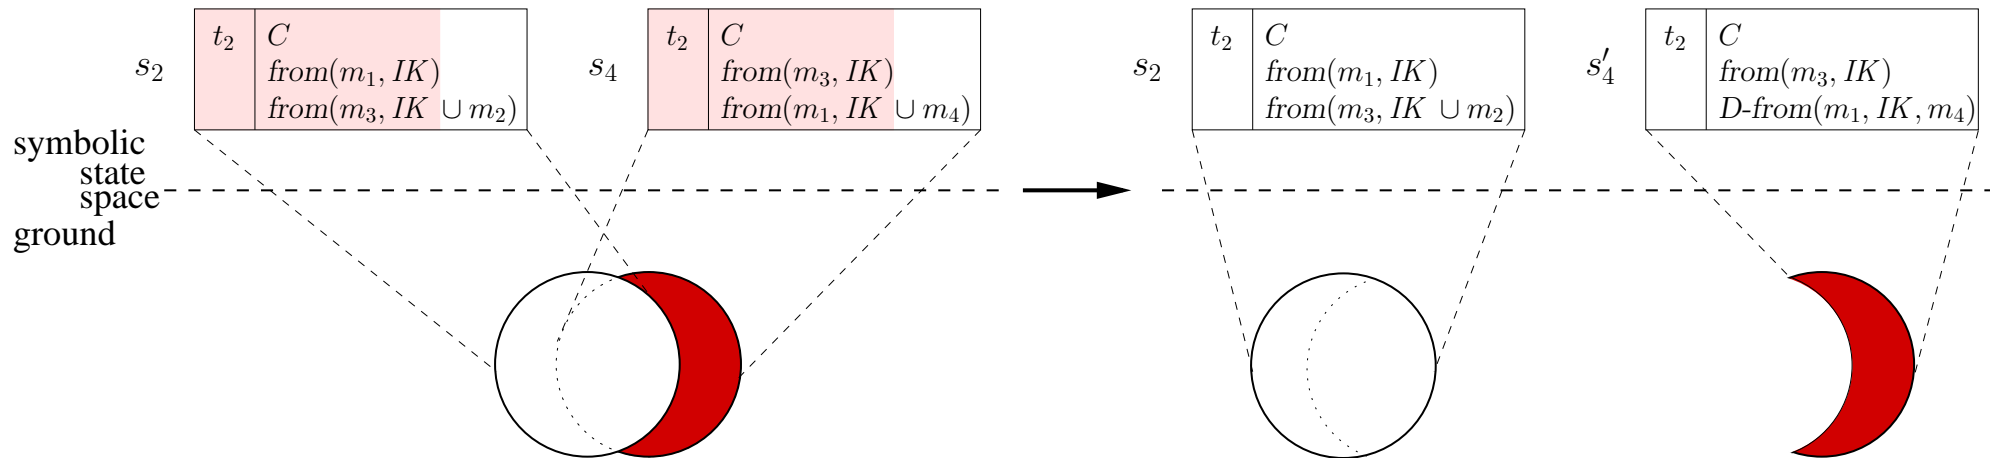 s₂
t₂
C
from(m₁, IK)
from(m₃, IK ∪ m₂)
s₄
t₂
C
from(m₃, IK)
from(m₁, IK ∪ m₄)
s₂
t₂
C
from(m₁, IK)
from(m₃, IK ∪ m₂)
s′₄
t₂
C
from(m₃, IK)
D-from(m₁, IK, m₄)
symbolic
state
space
ground